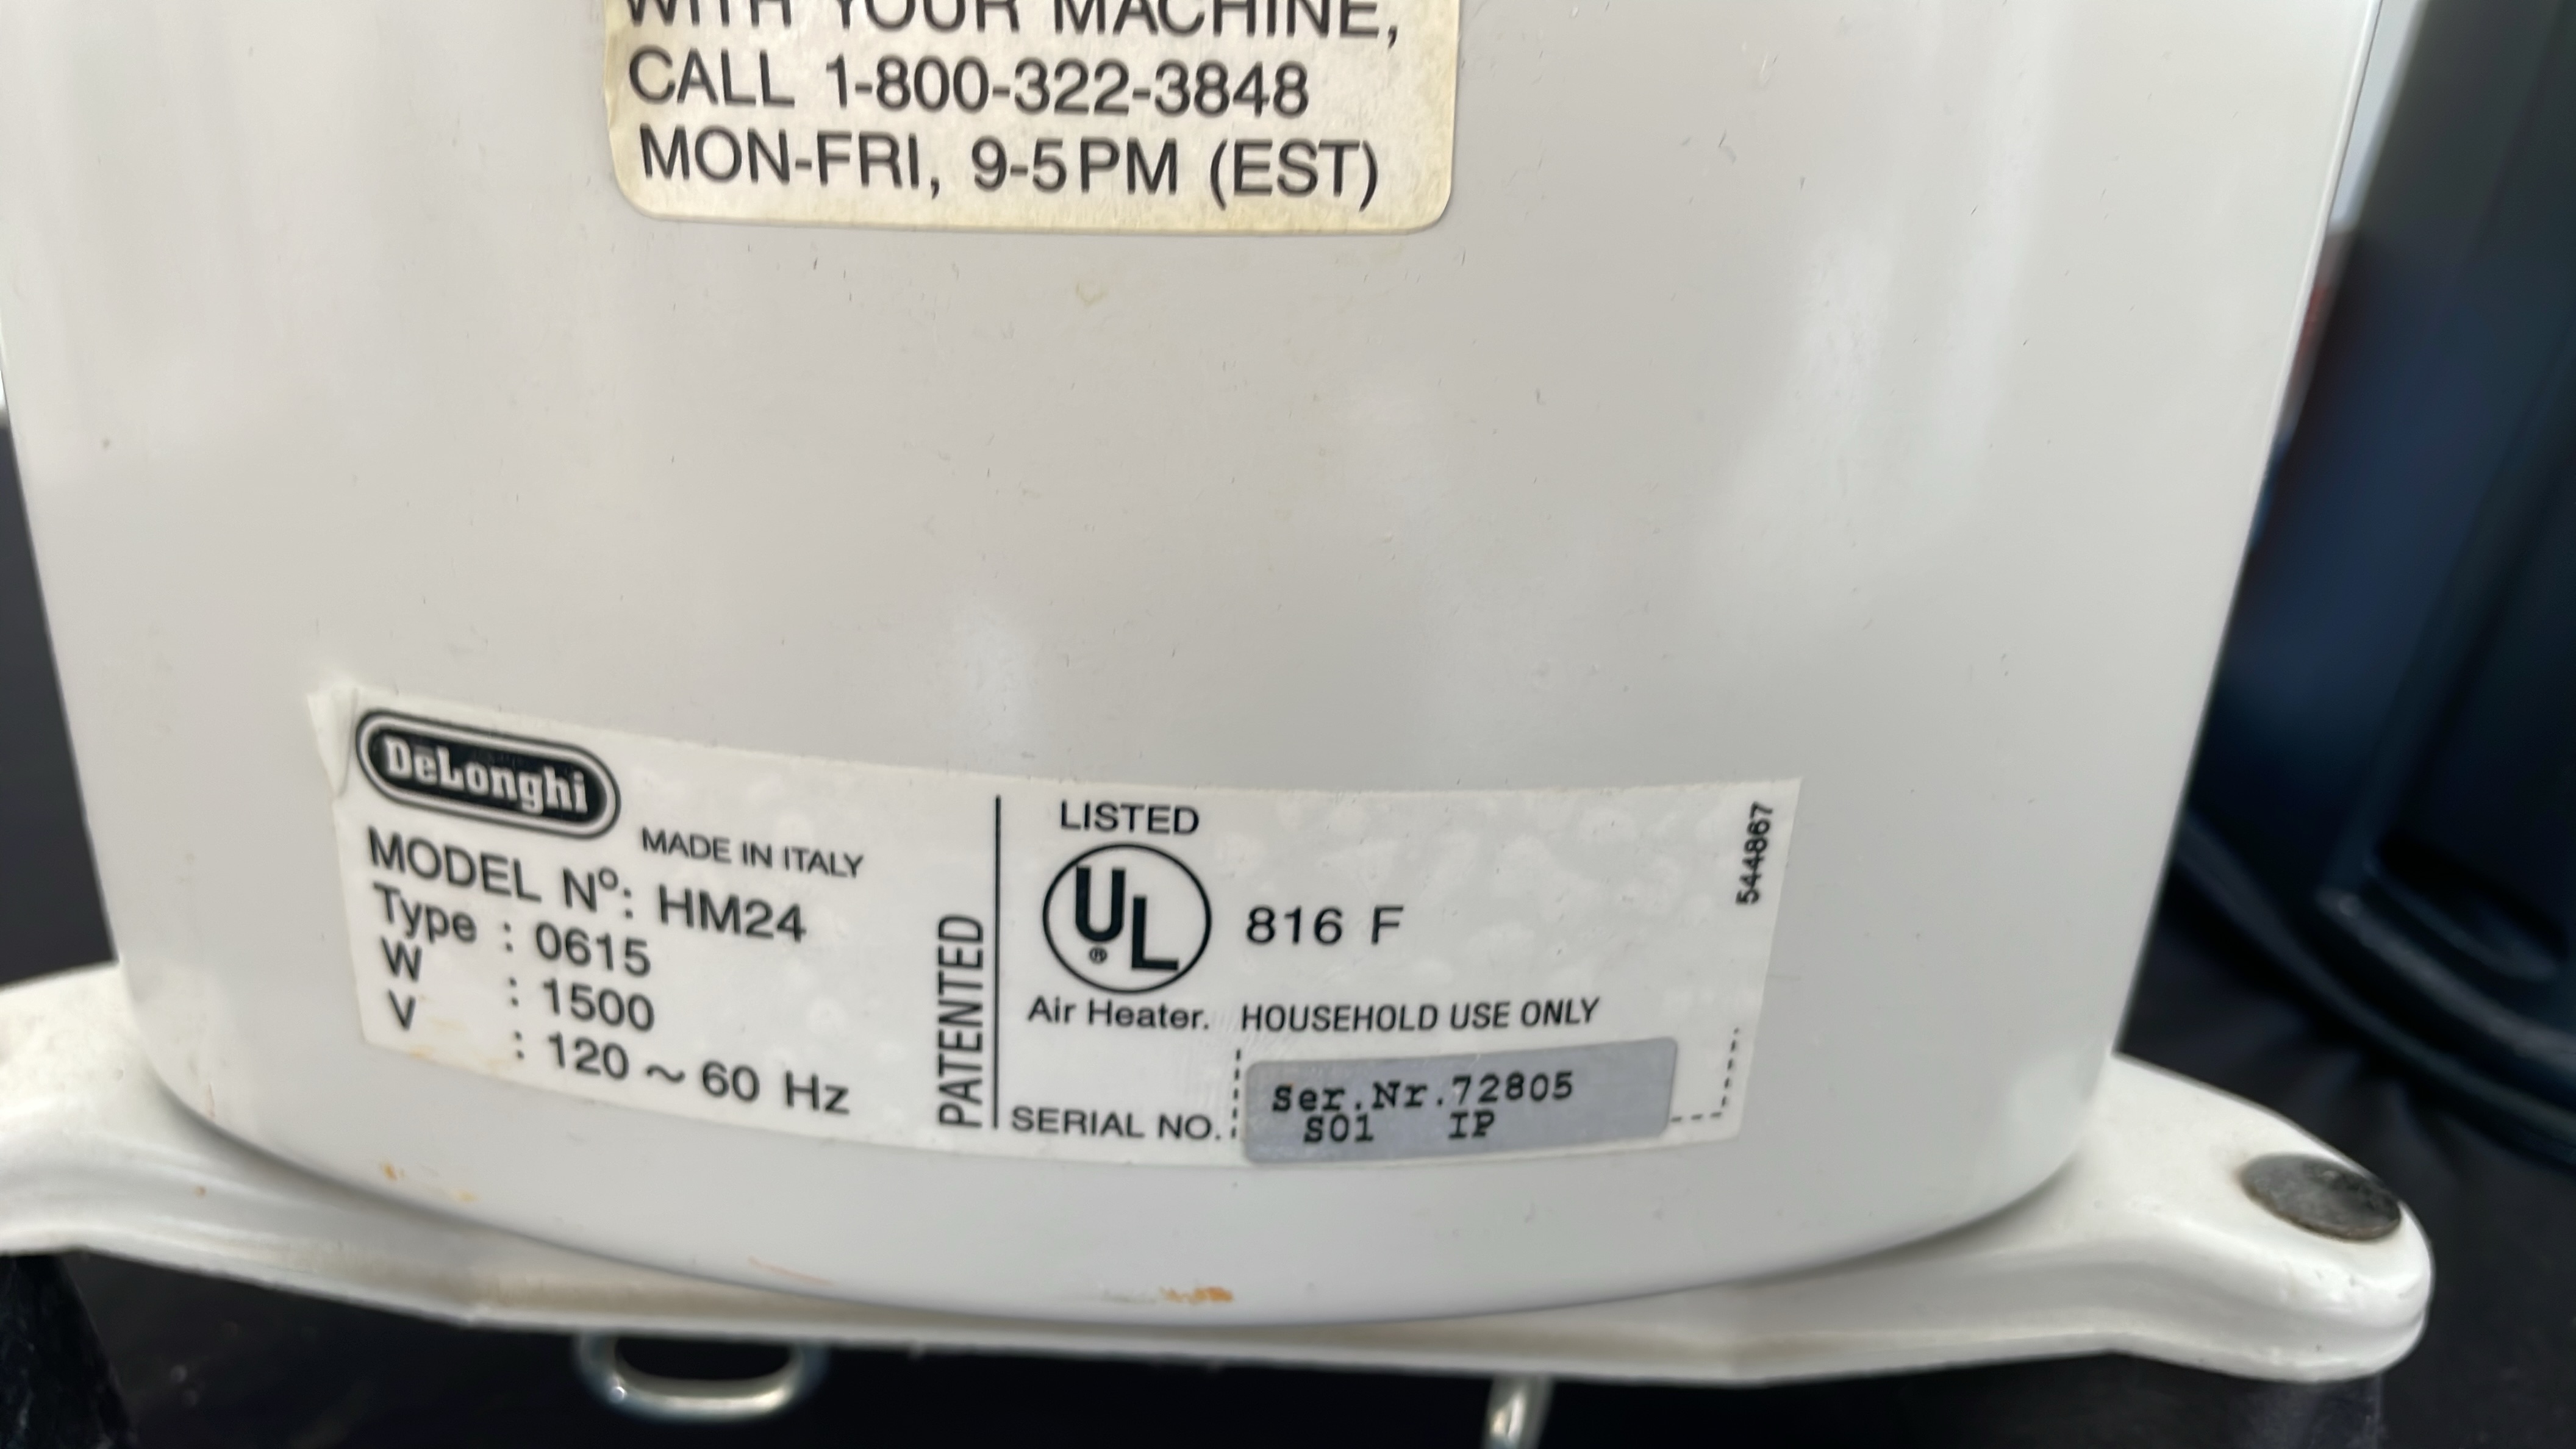 WITH YOUR MACHINE,
CALL 1-800-322-3848
MON-FRI, 9-5PM (EST)
DeLonghi
MADE IN ITALY
MODEL Nº: HM24
Type : 0615
W : 1500
V : 120 ~ 60 Hz
PATENTED
LISTED
UL ®
816 F
544867
Air Heater. HOUSEHOLD USE ONLY
SERIAL NO.
Ser.Nr.72805
S01 IP